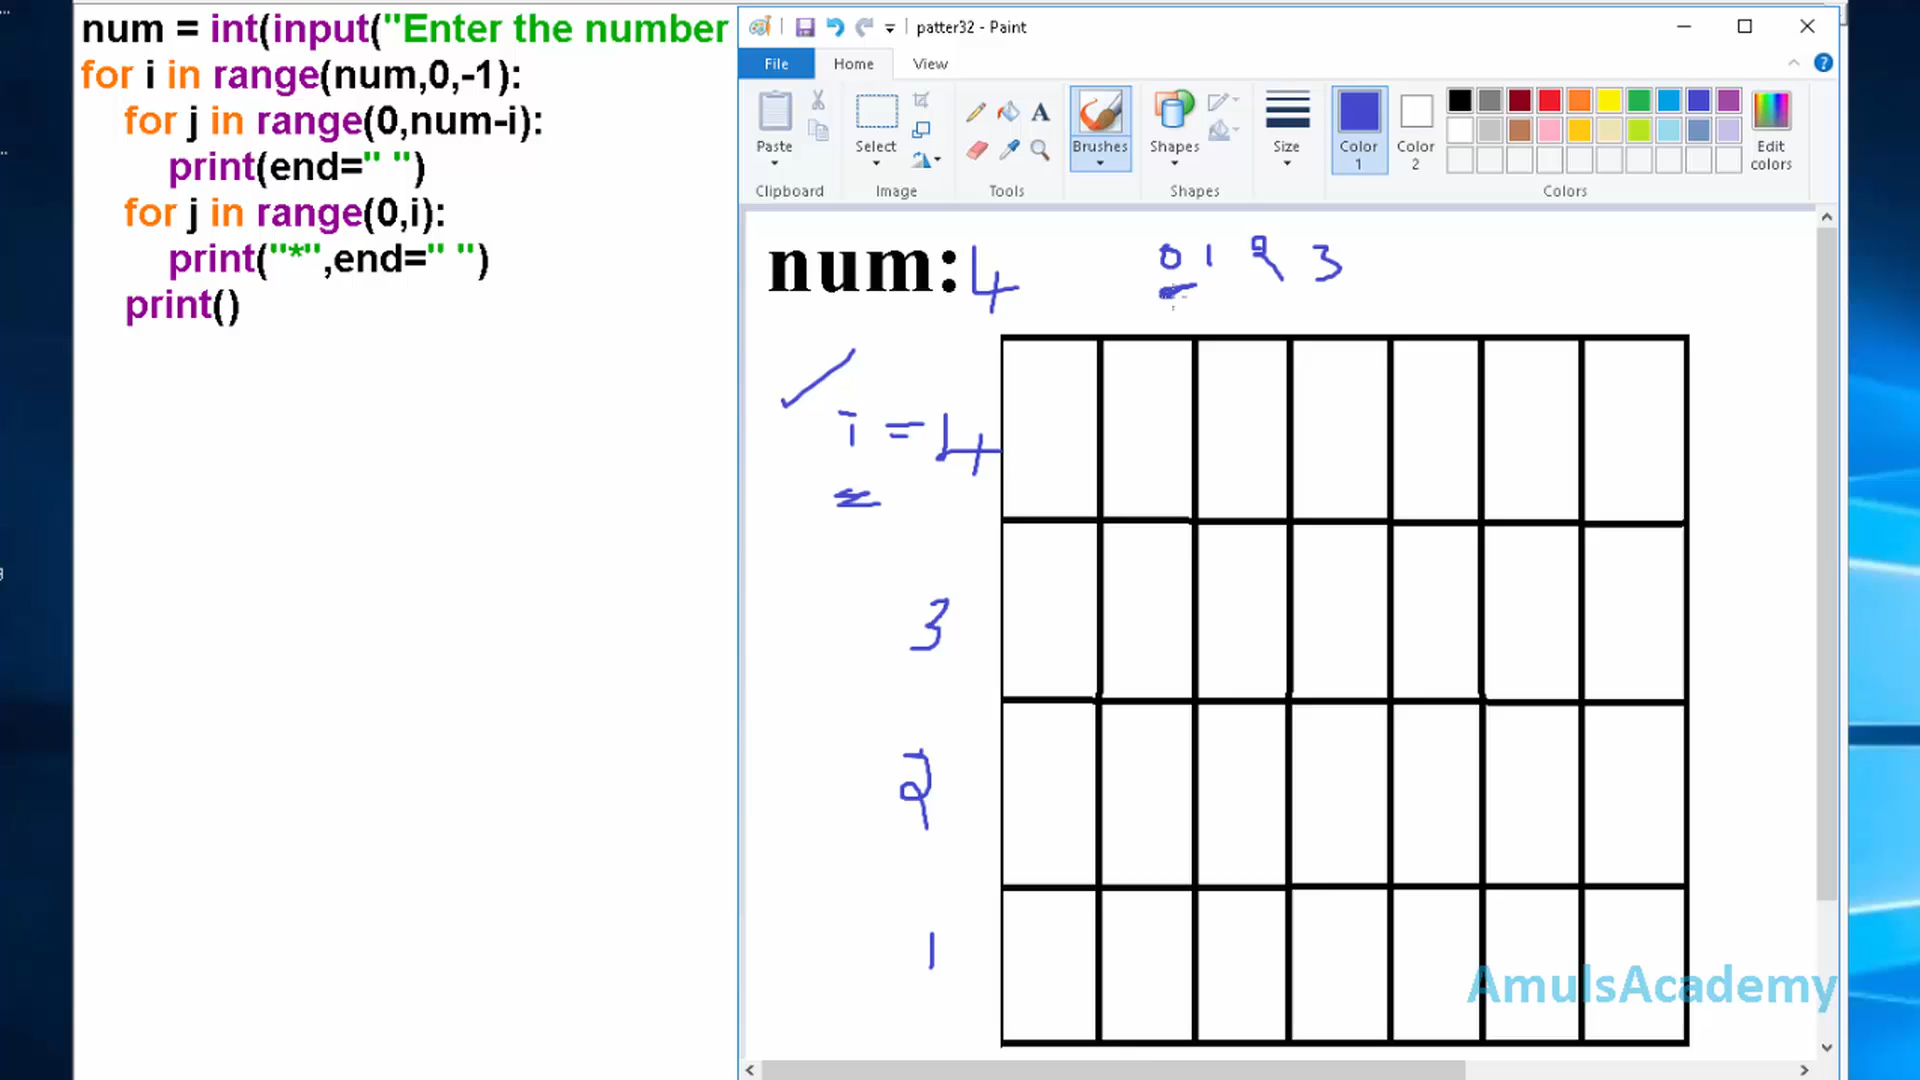 num = int(input("Enter the number
for i in range(num,0,-1):
for j in range(0,num-i):
print(end=" ")
for j in range(0,i):
print("*",end=" ")
print()
patter32 - Paint
File Home View
Paste
Select
Brushes
Shapes
Size
Color 1
Color 2
Edit colors
Clipboard
Image
Tools
Shapes
Colors
num:4
0 1 2 3
i = 4
3
2
1
AmulsAcademy